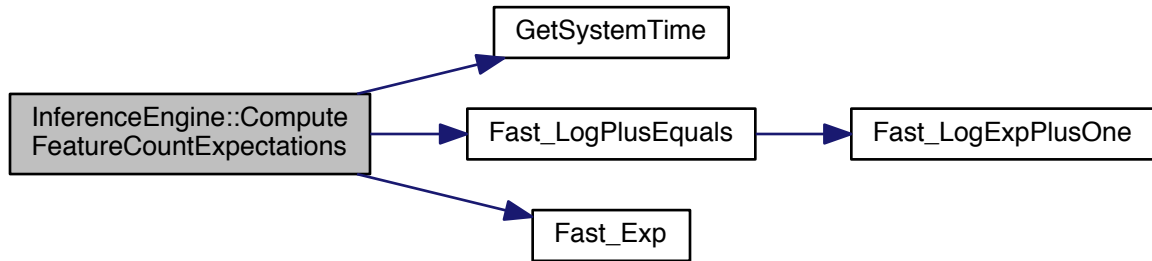 InferenceEngine::Compute
FeatureCountExpectations
GetSystemTime
Fast_LogPlusEquals
Fast_LogExpPlusOne
Fast_Exp